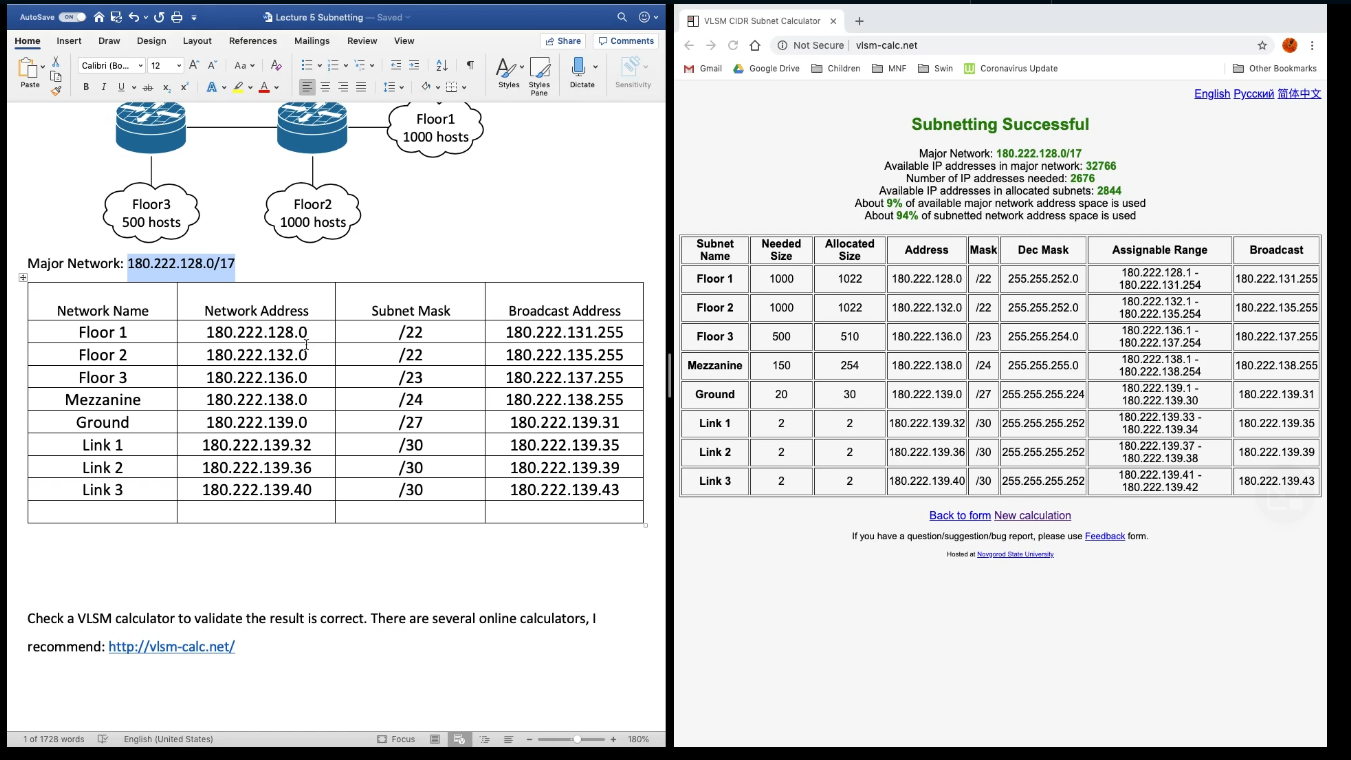 AutoSave ON Lecture 5 Subnetting — Saved
Home Insert Draw Design Layout References Mailings Review View Share Comments
Paste Calibri (Bo... 12 A A Aa A Styles Styles Pane Dictate Sensitivity
B I U ab x² A A
Floor1
1000 hosts
Floor3
500 hosts
Floor2
1000 hosts
Major Network: 180.222.128.0/17
Network Name Network Address Subnet Mask Broadcast Address
Floor 1 180.222.128.0 /22 180.222.131.255
Floor 2 180.222.132.0 /22 180.222.135.255
Floor 3 180.222.136.0 /23 180.222.137.255
Mezzanine 180.222.138.0 /24 180.222.138.255
Ground 180.222.139.0 /27 180.222.139.31
Link 1 180.222.139.32 /30 180.222.139.35
Link 2 180.222.139.36 /30 180.222.139.39
Link 3 180.222.139.40 /30 180.222.139.43
Check a VLSM calculator to validate the result is correct. There are several online calculators, I
recommend: http://vlsm-calc.net/
1 of 1728 words English (United States) Focus 180%
VLSM CIDR Subnet Calculator
Not Secure vlsm-calc.net
Gmail Google Drive Children MNF Swin Coronavirus Update Other Bookmarks
English Русский 简体中文
Subnetting Successful
Major Network: 180.222.128.0/17
Available IP addresses in major network: 32766
Number of IP addresses needed: 2676
Available IP addresses in allocated subnets: 2844
About 9% of available major network address space is used
About 94% of subnetted network address space is used
Subnet Name Needed Size Allocated Size Address Mask Dec Mask Assignable Range Broadcast
Floor 1 1000 1022 180.222.128.0 /22 255.255.252.0 180.222.128.1 - 180.222.131.254 180.222.131.255
Floor 2 1000 1022 180.222.132.0 /22 255.255.252.0 180.222.132.1 - 180.222.135.254 180.222.135.255
Floor 3 500 510 180.222.136.0 /23 255.255.254.0 180.222.136.1 - 180.222.137.254 180.222.137.255
Mezzanine 150 254 180.222.138.0 /24 255.255.255.0 180.222.138.1 - 180.222.138.254 180.222.138.255
Ground 20 30 180.222.139.0 /27 255.255.255.224 180.222.139.1 - 180.222.139.30 180.222.139.31
Link 1 2 2 180.222.139.32 /30 255.255.255.252 180.222.139.33 - 180.222.139.34 180.222.139.35
Link 2 2 2 180.222.139.36 /30 255.255.255.252 180.222.139.37 - 180.222.139.38 180.222.139.39
Link 3 2 2 180.222.139.40 /30 255.255.255.252 180.222.139.41 - 180.222.139.42 180.222.139.43
Back to form New calculation
If you have a question/suggestion/bug report, please use Feedback form.
Hosted at Novgorod State University